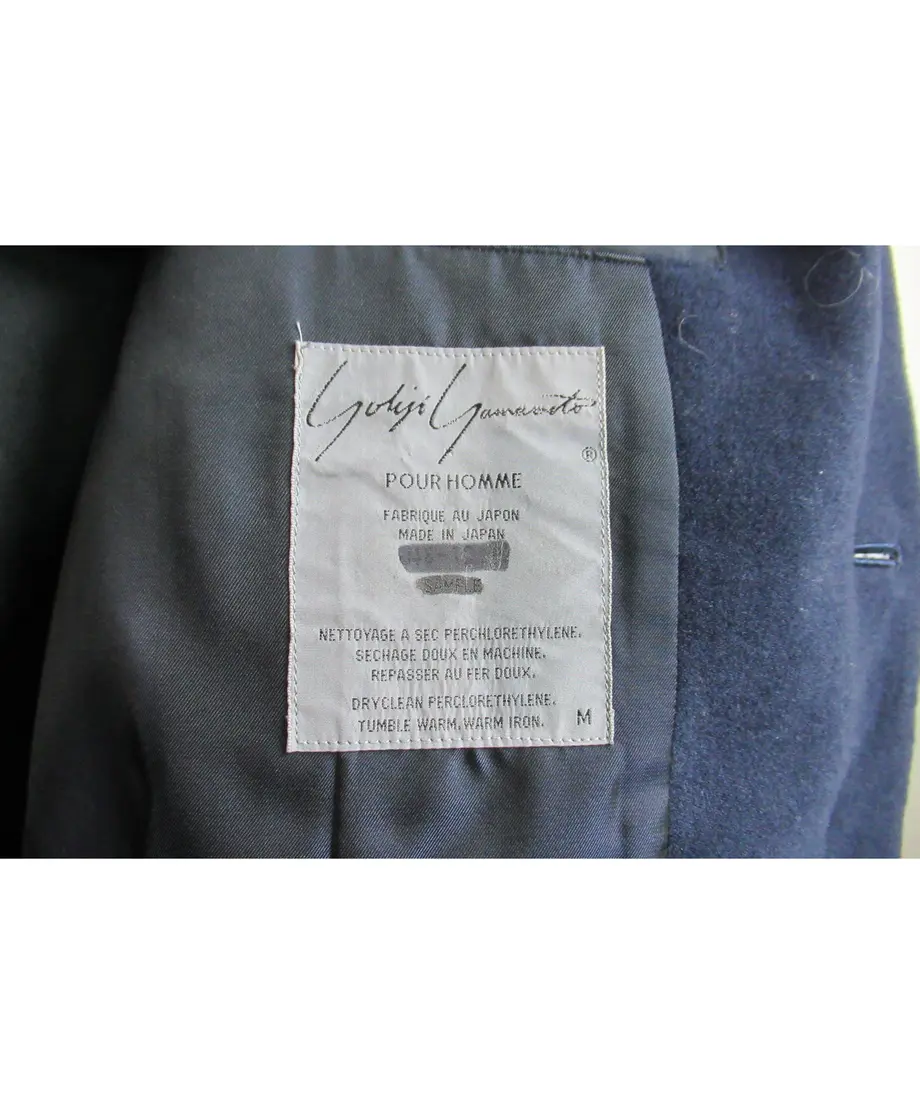 Yohji Yamamoto
®
POUR HOMME
FABRIQUE AU JAPON
MADE IN JAPAN
SAMPLE
NETTOYAGE A SEC PERCHLORETHYLENE.
SECHAGE DOUX EN MACHINE.
REPASSER AU FER DOUX.
DRYCLEAN PERCLORETHYLENE.
TUMBLE WARM, WARM IRON. M